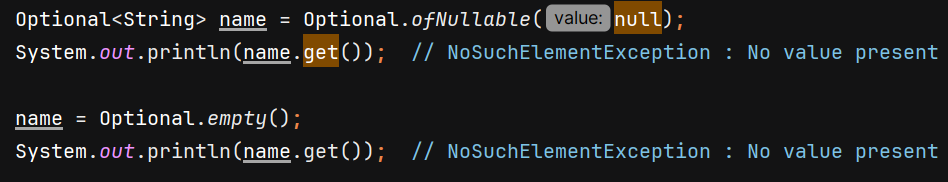 Optional<String> name = Optional.ofNullable( value: null);
System.out.println(name.get());  // NoSuchElementException : No value present
name = Optional.empty();
System.out.println(name.get());  // NoSuchElementException : No value present